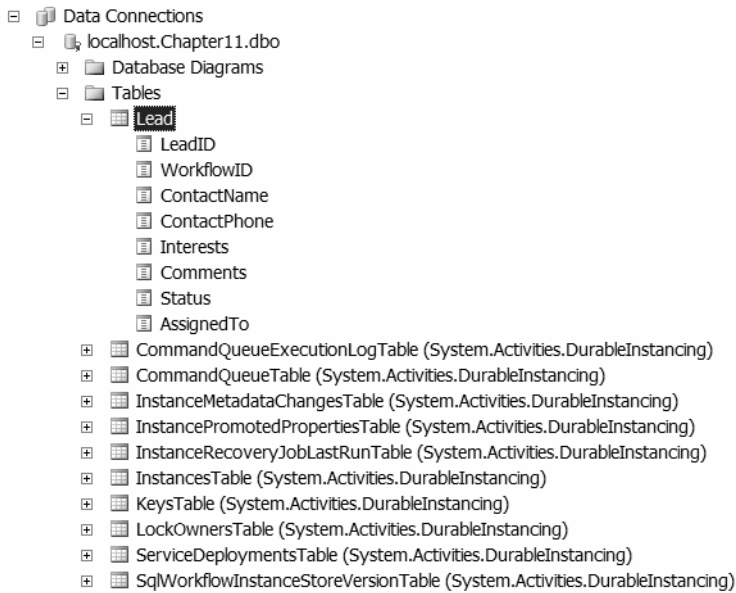 Data Connections
localhost.Chapter11.dbo
Database Diagrams
Tables
Lead
LeadID
WorkflowID
ContactName
ContactPhone
Interests
Comments
Status
AssignedTo
CommandQueueExecutionLogTable (System.Activities.DurableInstancing)
CommandQueueTable (System.Activities.DurableInstancing)
InstanceMetadataChangesTable (System.Activities.DurableInstancing)
InstancePromotedPropertiesTable (System.Activities.DurableInstancing)
InstanceRecoveryJobLastRunTable (System.Activities.DurableInstancing)
InstancesTable (System.Activities.DurableInstancing)
KeysTable (System.Activities.DurableInstancing)
LockOwnersTable (System.Activities.DurableInstancing)
ServiceDeploymentsTable (System.Activities.DurableInstancing)
SqlWorkflowInstanceStoreVersionTable (System.Activities.DurableInstancing)